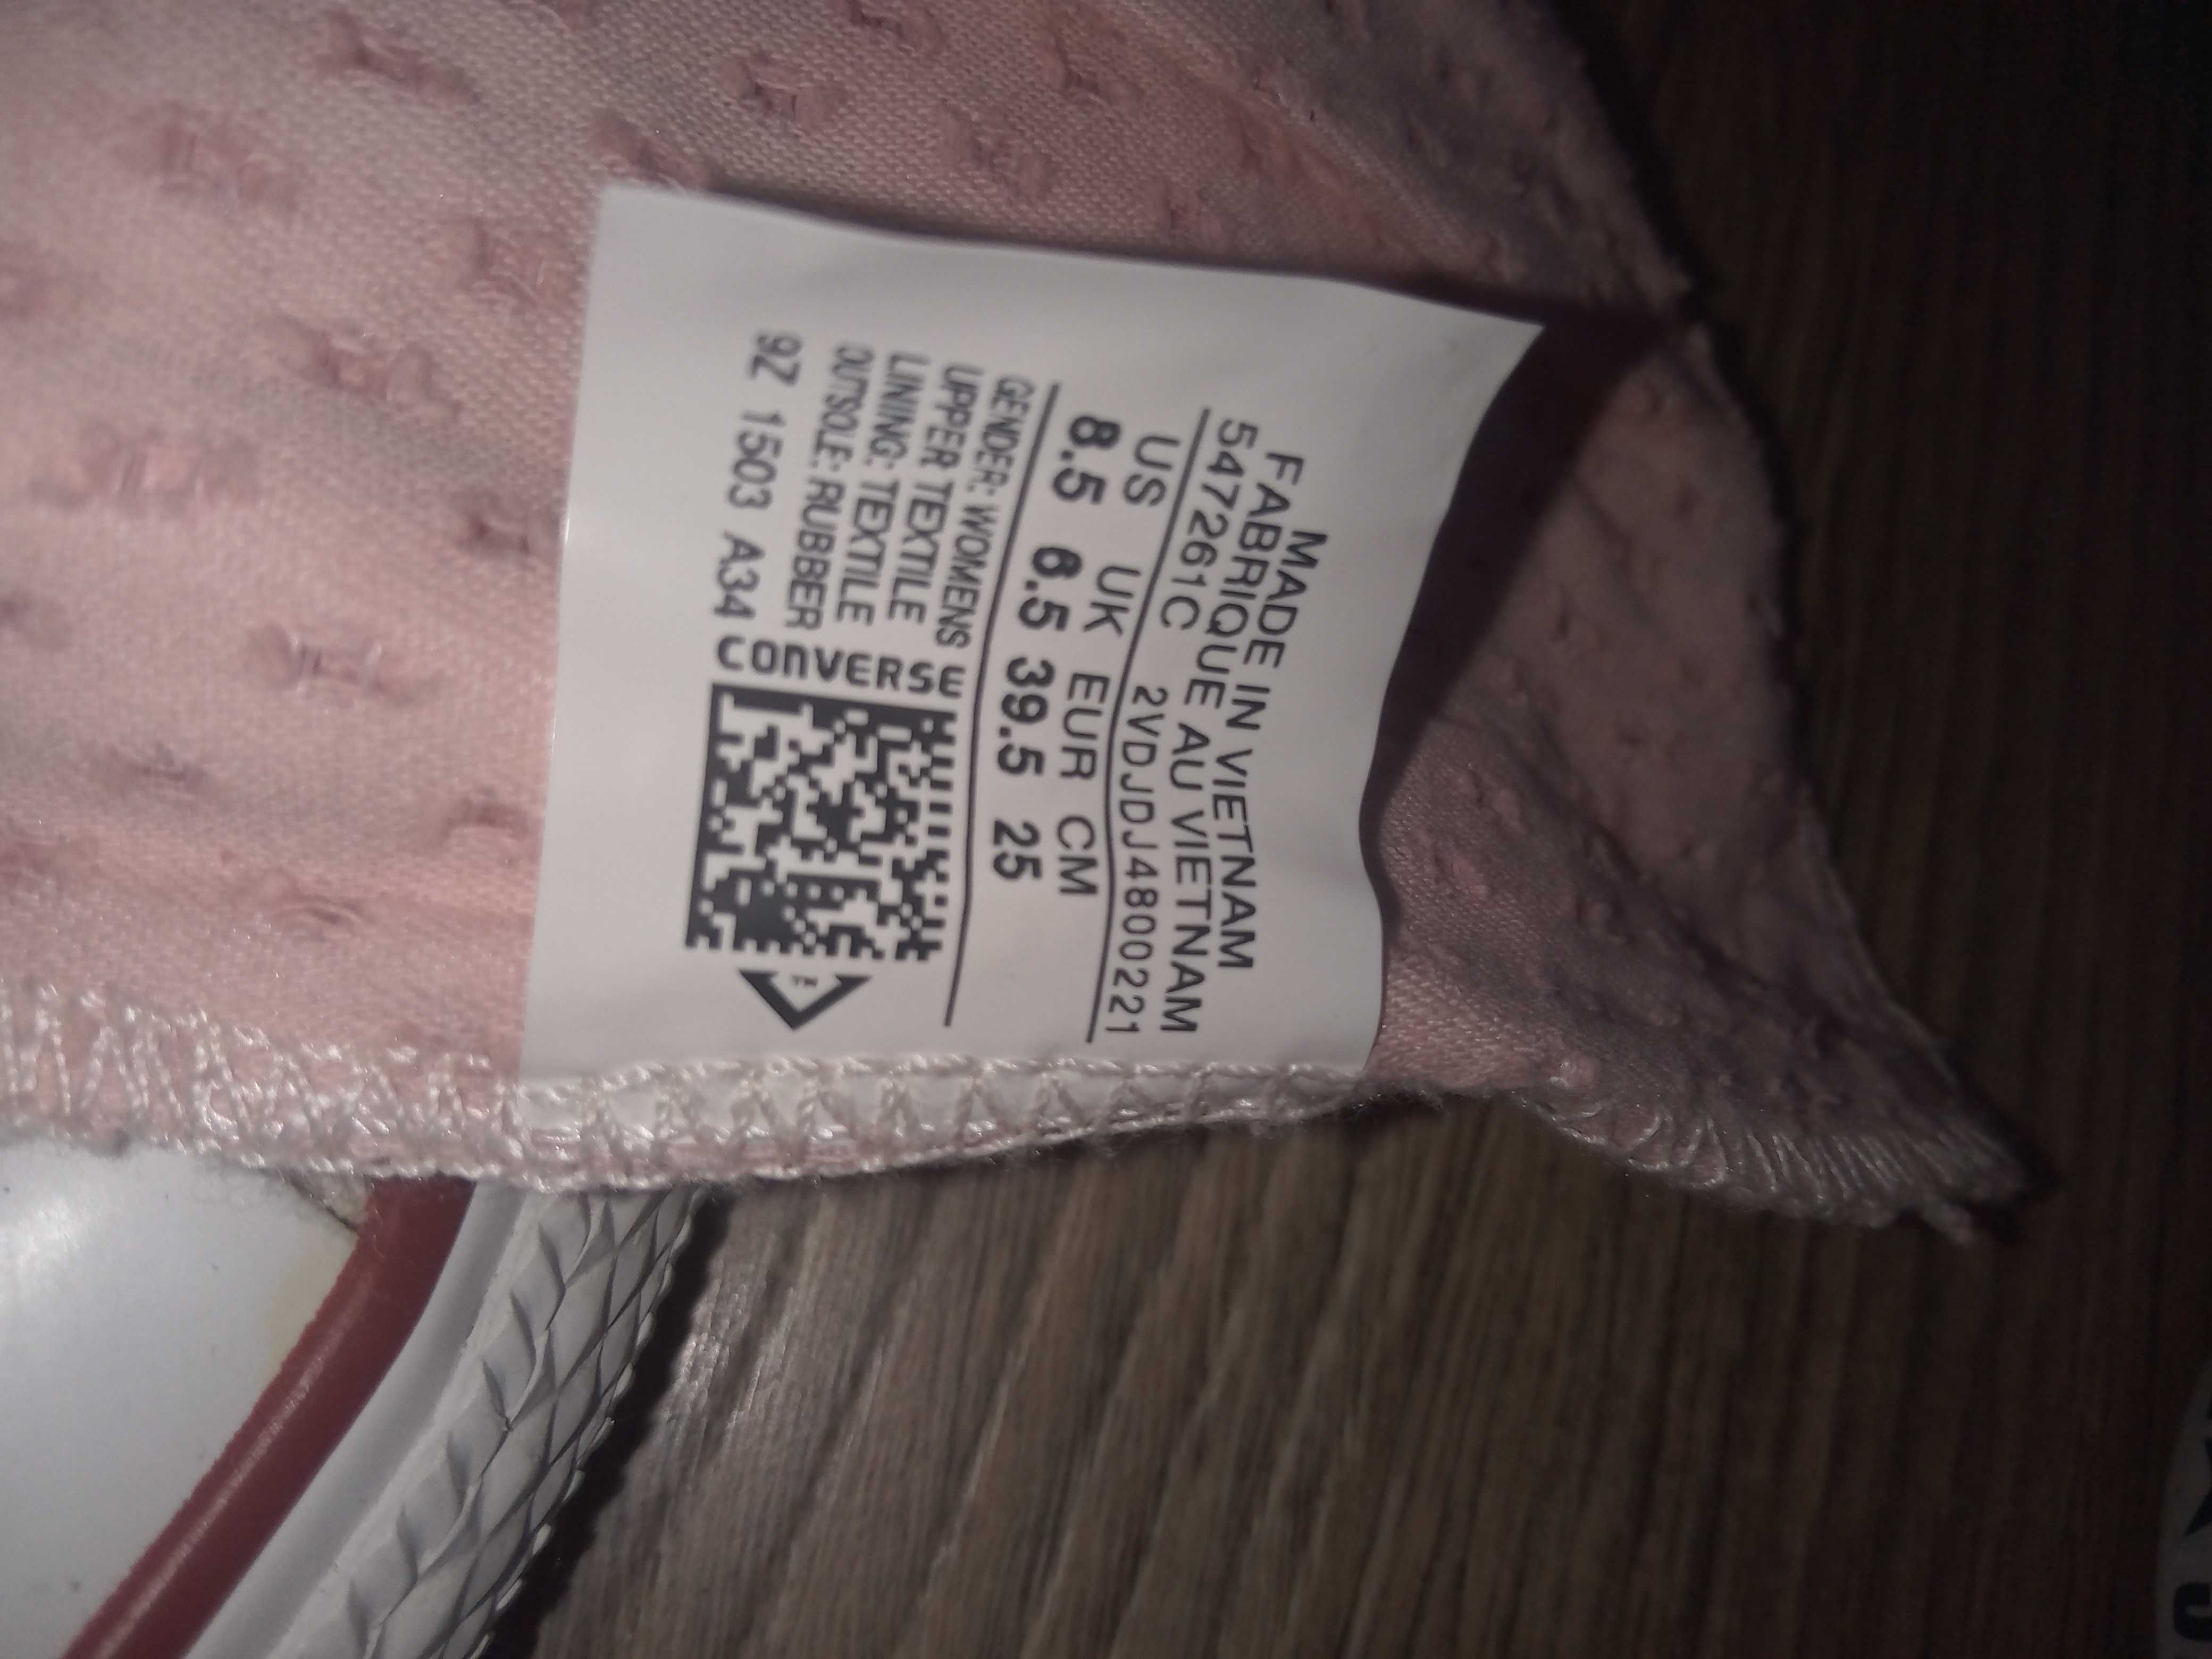 MADE IN VIETNAM
FABRIQUE AU VIETNAM
547261C 2VDJJDJ4800221
US UK EUR CM
8.5 6.5 39.5 25
GENDER: WOMENS
UPPER TEXTILE
LINING: TEXTILE
OUTSOLE: RUBBER
9Z 1503 A34
CONVERSE